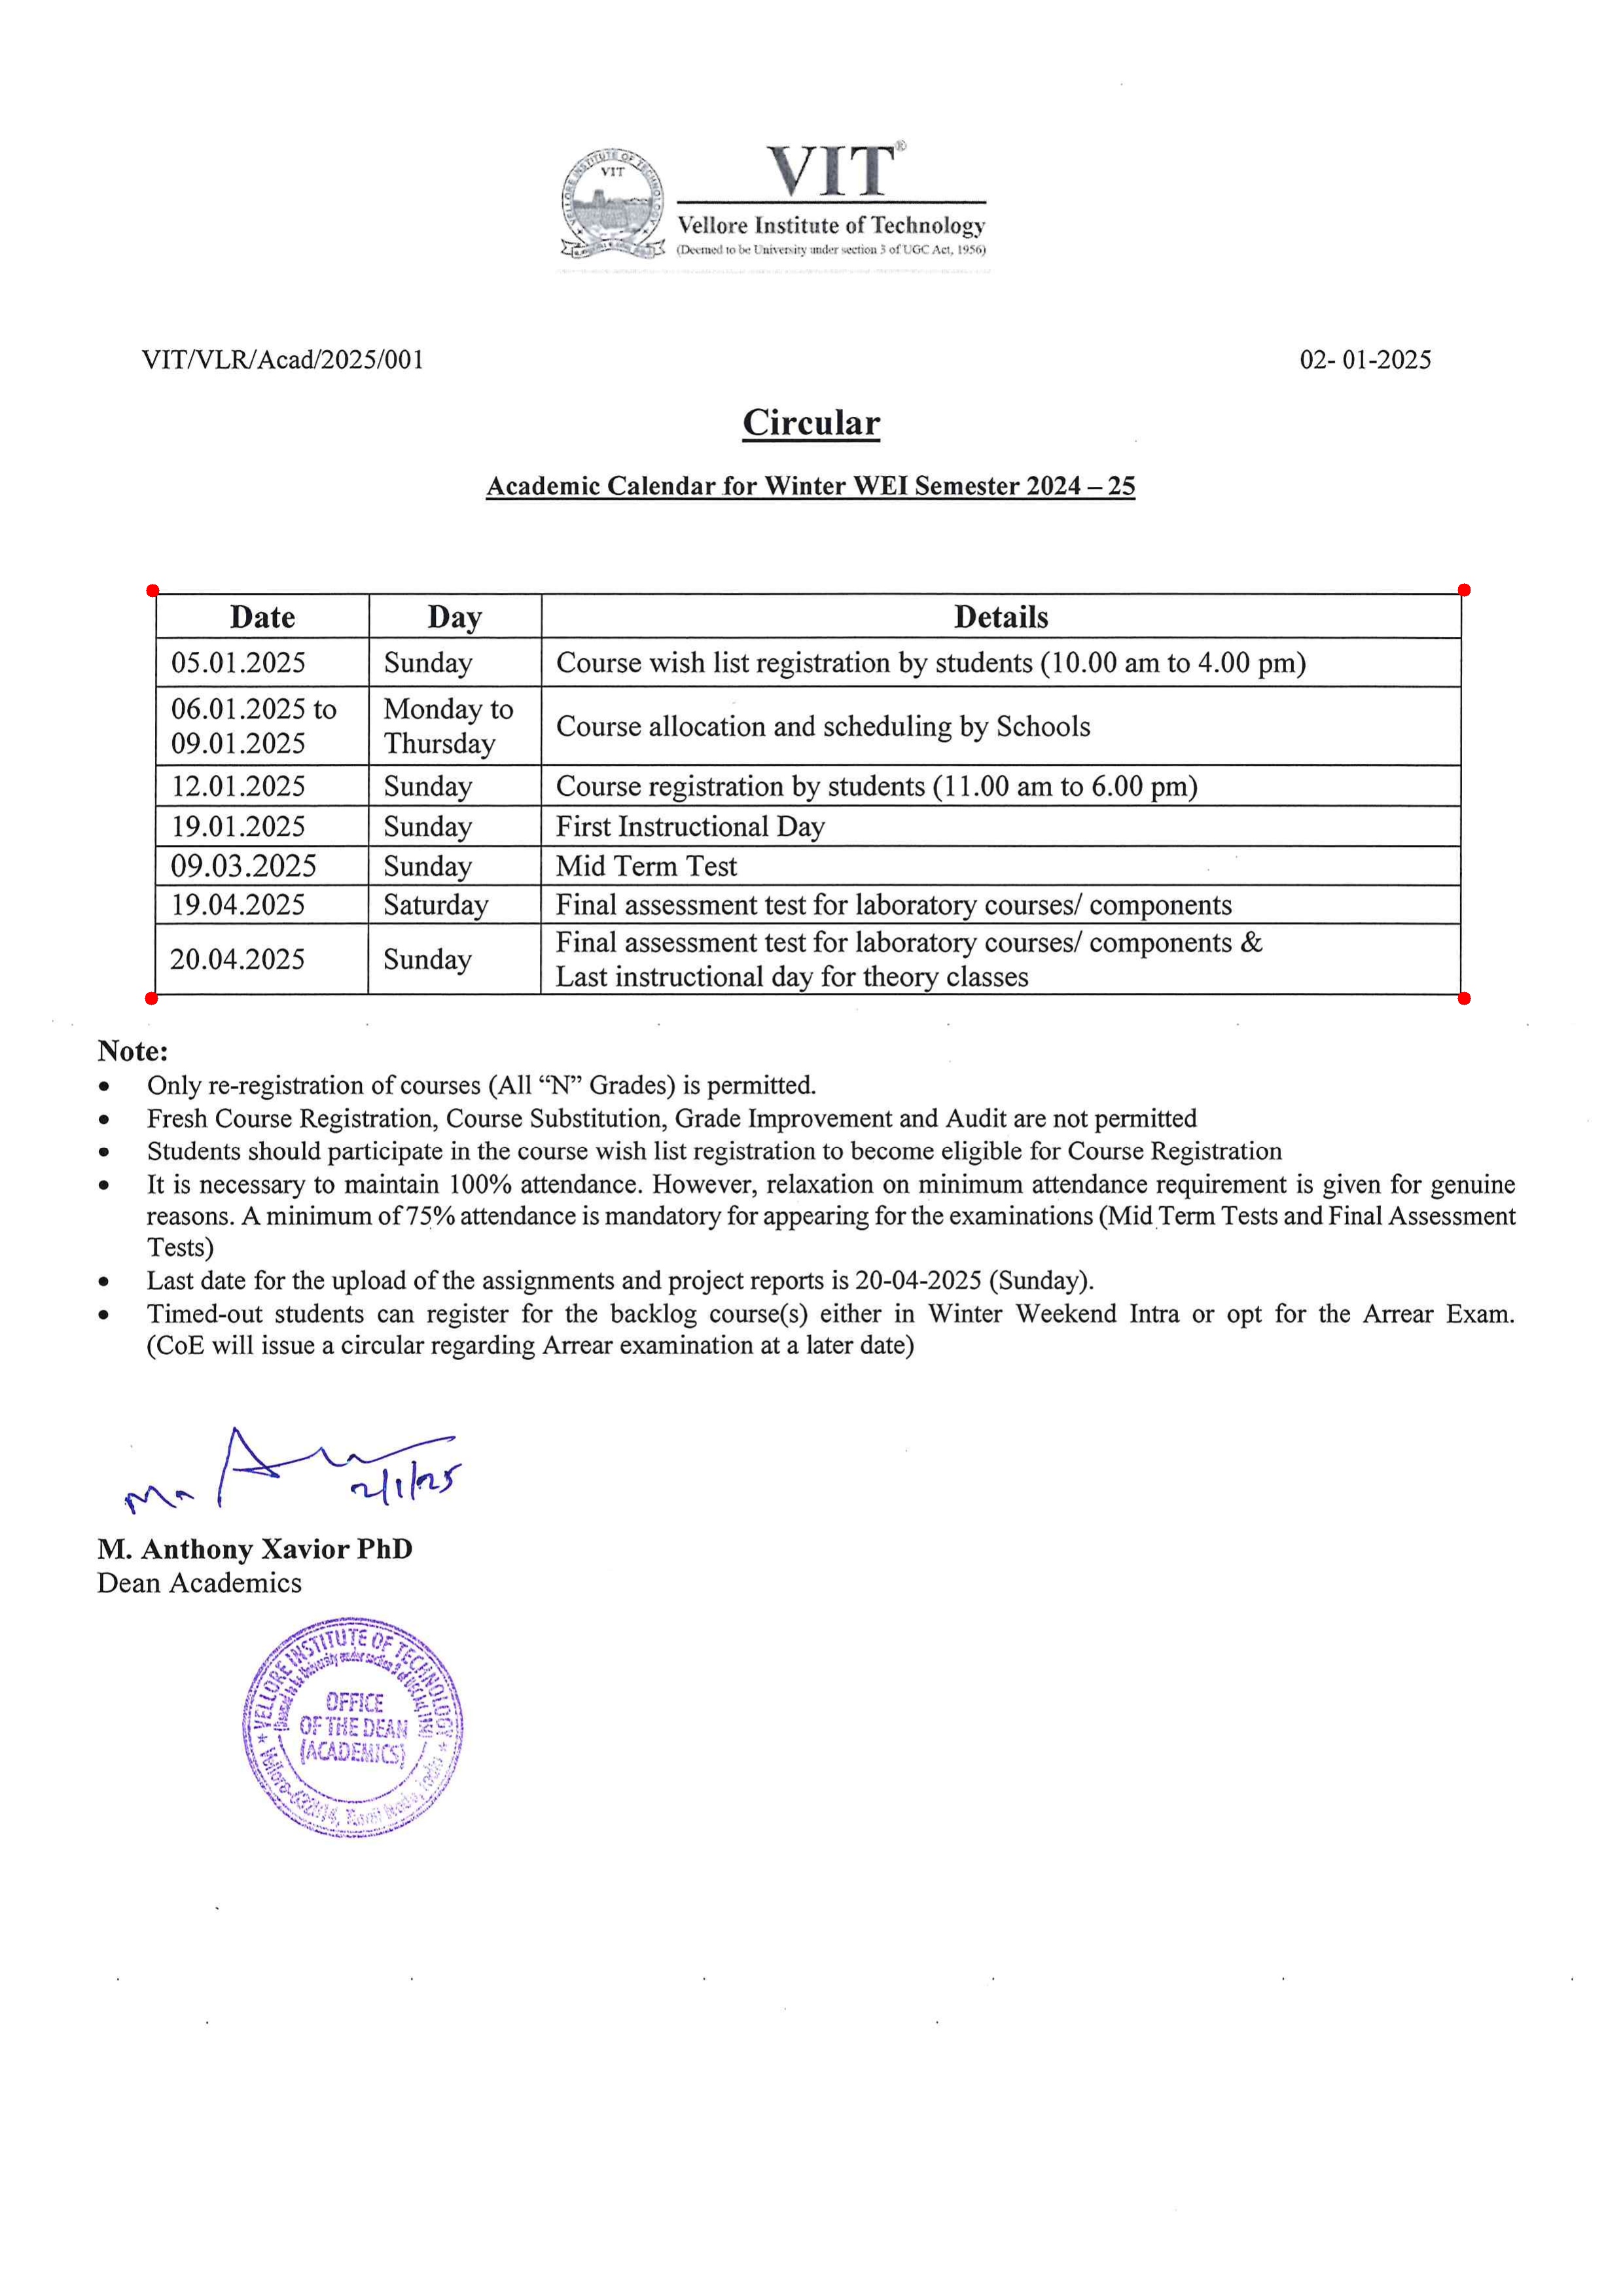 VELLORE INSTITUTE OF TECHNOLOGY
VIT
VIT®
Vellore Institute of Technology
(Deemed to be University under section 3 of UGC Act, 1956)
VIT/VLR/Acad/2025/001 02- 01-2025
Circular
Academic Calendar for Winter WEI Semester 2024 – 25
Date Day Details
05.01.2025 Sunday Course wish list registration by students (10.00 am to 4.00 pm)
06.01.2025 to Monday to
09.01.2025 Thursday Course allocation and scheduling by Schools
12.01.2025 Sunday Course registration by students (11.00 am to 6.00 pm)
19.01.2025 Sunday First Instructional Day
09.03.2025 Sunday Mid Term Test
19.04.2025 Saturday Final assessment test for laboratory courses/ components
20.04.2025 Sunday Final assessment test for laboratory courses/ components &
Last instructional day for theory classes
Note:
• Only re-registration of courses (All “N” Grades) is permitted.
• Fresh Course Registration, Course Substitution, Grade Improvement and Audit are not permitted
• Students should participate in the course wish list registration to become eligible for Course Registration
• It is necessary to maintain 100% attendance. However, relaxation on minimum attendance requirement is given for genuine
reasons. A minimum of 75% attendance is mandatory for appearing for the examinations (Mid Term Tests and Final Assessment
Tests)
• Last date for the upload of the assignments and project reports is 20-04-2025 (Sunday).
• Timed-out students can register for the backlog course(s) either in Winter Weekend Intra or opt for the Arrear Exam.
(CoE will issue a circular regarding Arrear examination at a later date)
2/1/25
M. Anthony Xavior PhD
Dean Academics
VELLORE INSTITUTE OF TECHNOLOGY
OFFICE
OF THE DEAN
(ACADEMICS)